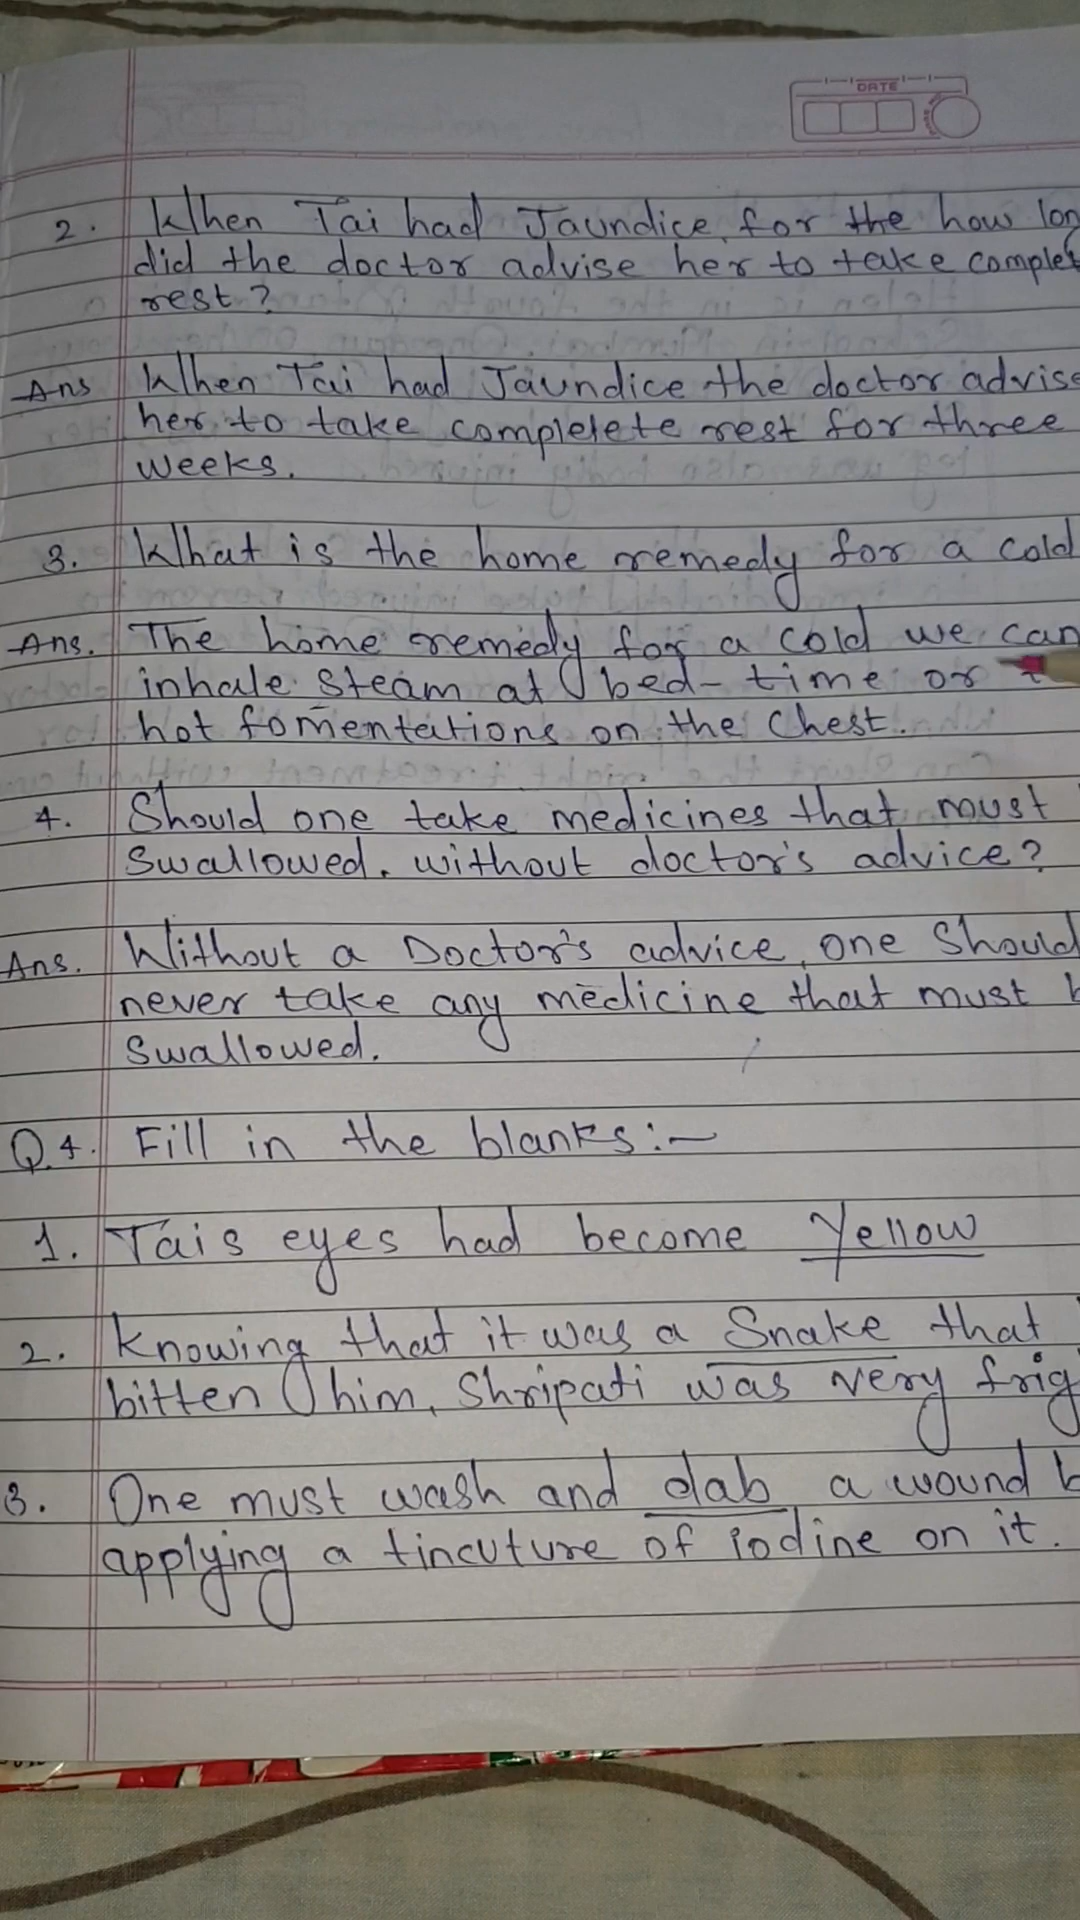 DATE
2. When Tai had Jaundice, for the how lon
did the doctor advise her to take complet
rest?
Ans When Tai had Jaundice the doctor advise
her to take complelete rest for three
weeks.
3. What is the home remedy for a cold
Ans. The home remedy for a cold we can
inhale steam at bed-time or
hot fomentations on the chest.
4. Should one take medicines that must
swallowed. without doctor's advice?
Ans. Without a Doctor's advice, one should
never take any medicine that must b
swallowed.
Q.4. Fill in the blanks:-
1. Tais eyes had become Yellow
2. Knowing that it was a Snake that
bitten him, Shripati was very frig
3. One must wash and dab a wound b
applying a tincuture of iodine on it.